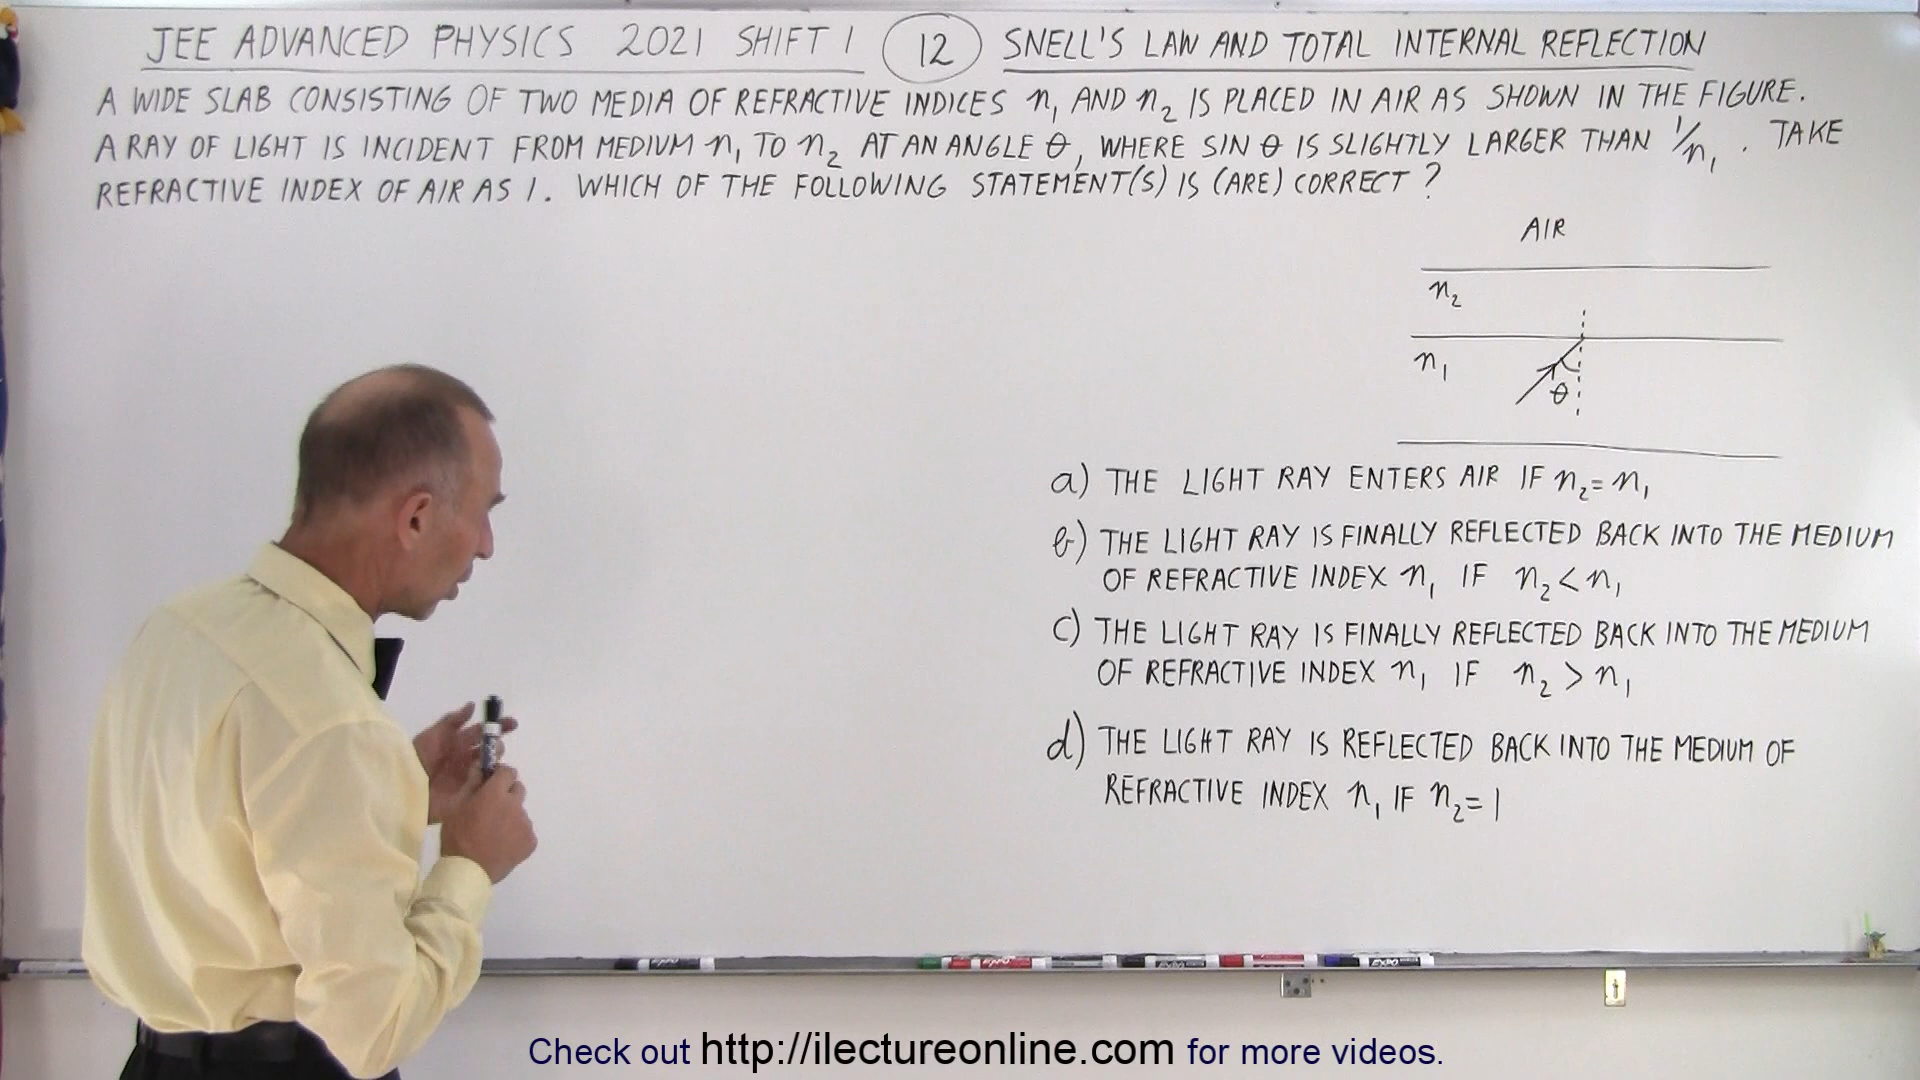 JEE ADVANCED PHYSICS 2021 SHIFT 1 12 SNELL'S LAW AND TOTAL INTERNAL REFLECTION
A WIDE SLAB CONSISTING OF TWO MEDIA OF REFRACTIVE INDICES n₁ AND n₂ IS PLACED IN AIR AS SHOWN IN THE FIGURE.
A RAY OF LIGHT IS INCIDENT FROM MEDIUM n₁ TO n₂ AT AN ANGLE θ, WHERE SIN θ IS SLIGHTLY LARGER THAN 1/n₁. TAKE
REFRACTIVE INDEX OF AIR AS 1. WHICH OF THE FOLLOWING STATEMENT(S) IS (ARE) CORRECT?
AIR
n₂
n₁
θ
a) THE LIGHT RAY ENTERS AIR IF n₂ = n₁
b) THE LIGHT RAY IS FINALLY REFLECTED BACK INTO THE MEDIUM
OF REFRACTIVE INDEX n₁ IF n₂ < n₁
c) THE LIGHT RAY IS FINALLY REFLECTED BACK INTO THE MEDIUM
OF REFRACTIVE INDEX n₁ IF n₂ > n₁
d) THE LIGHT RAY IS REFLECTED BACK INTO THE MEDIUM OF
REFRACTIVE INDEX n₁ IF n₂ = 1
EXPO
Check out http://ilectureonline.com for more videos.